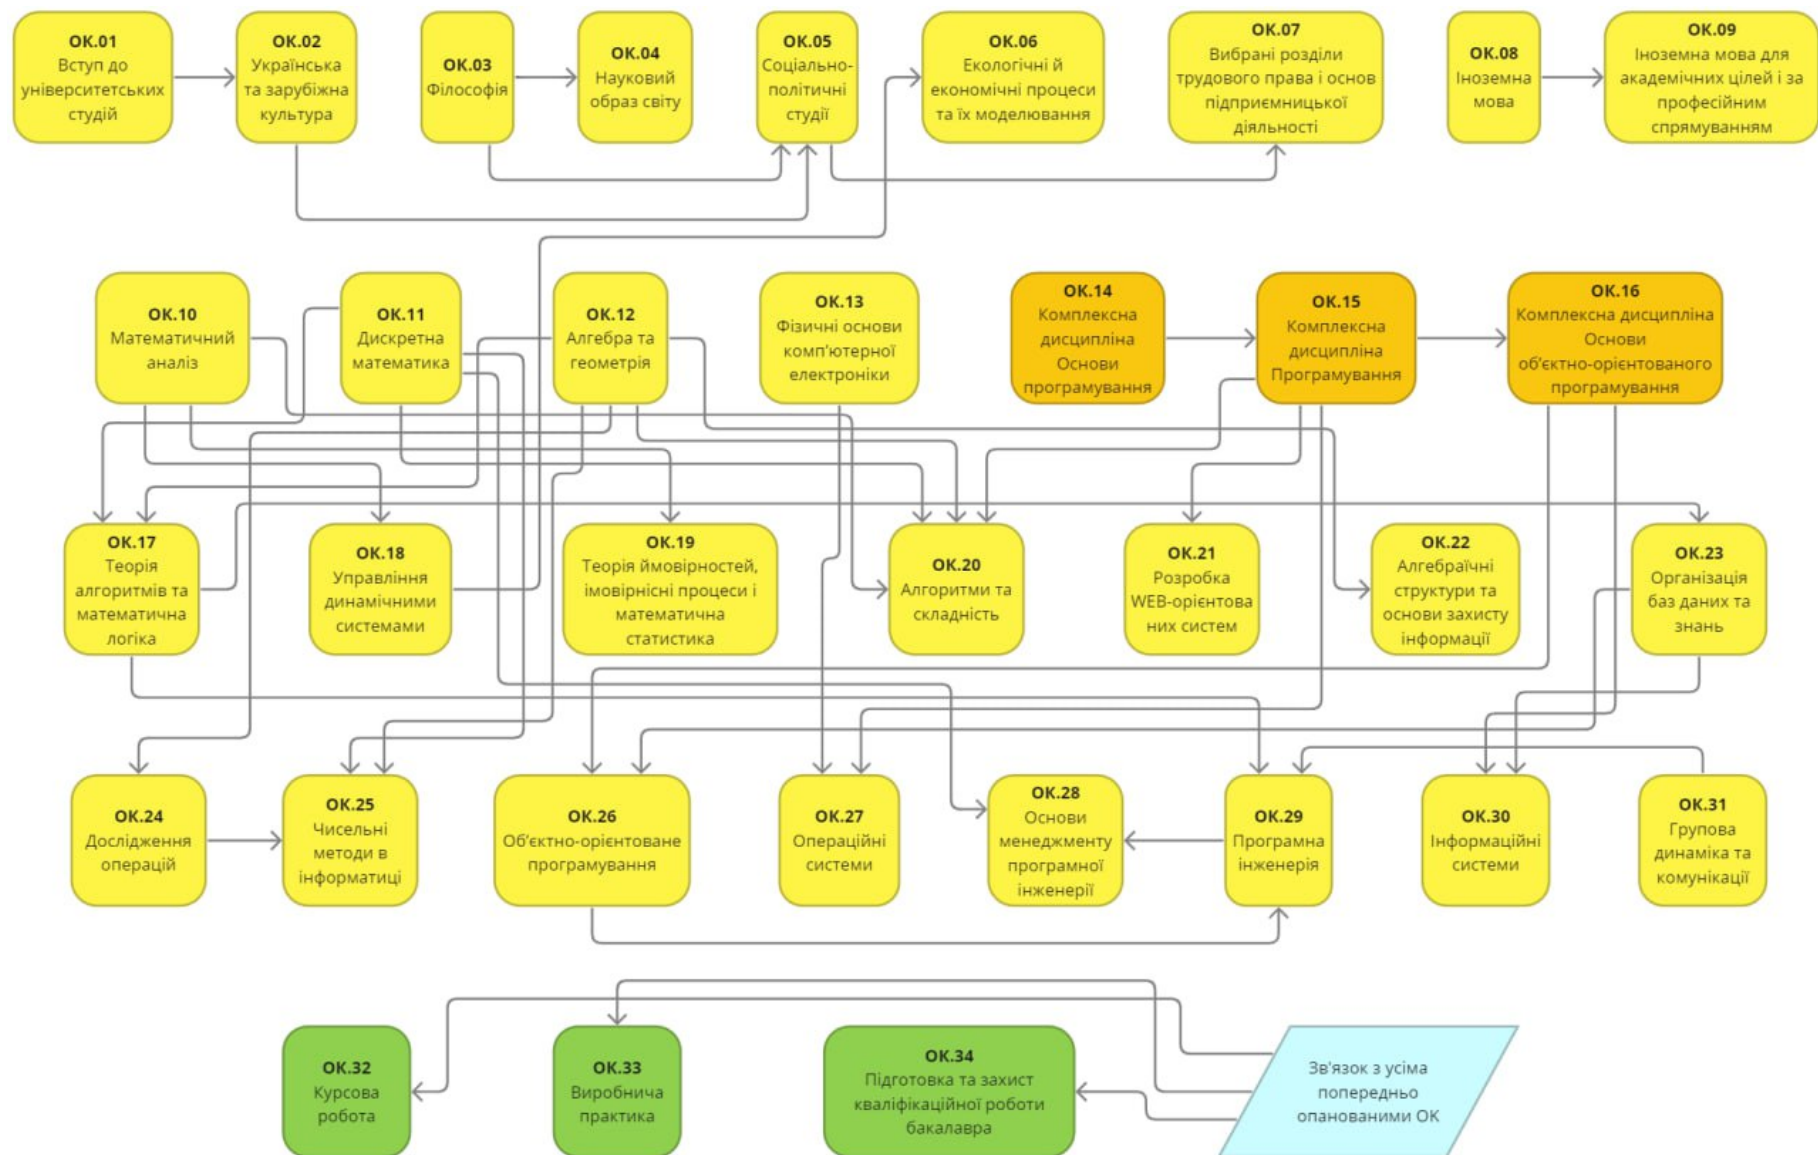 ОК.01
Вступ до
університетських
студій
ОК.02
Українська
та зарубіжна
культура
ОК.03
Філософія
ОК.04
Науковий
образ світу
ОК.05
Соціально-
політичні
студії
ОК.06
Екологічні й
економічні процеси
та їх моделювання
ОК.07
Вибрані розділи
трудового права і основ
підприємницької
діяльності
ОК.08
Іноземна
мова
ОК.09
Іноземна мова для
академічних цілей і за
професійним
спрямуванням
ОК.10
Математичний
аналіз
ОК.11
Дискретна
математика
ОК.12
Алгебра та
геометрія
ОК.13
Фізичні основи
комп'ютерної
електроніки
ОК.14
Комплексна
дисципліна
Основи
програмування
ОК.15
Комплексна
дисципліна
Програмування
ОК.16
Комплексна дисципліна
Основи
об'єктно-орієнтованого
програмування
ОК.17
Теорія
алгоритмів та
математична
логіка
ОК.18
Управління
динамічними
системами
ОК.19
Теорія ймовірностей,
імовірнісні процеси і
математична
статистика
ОК.20
Алгоритми та
складність
ОК.21
Розробка
WEB-орієнтова
них систем
ОК.22
Алгебраїчні
структури та
основи захисту
інформації
ОК.23
Організація
баз даних та
знань
ОК.24
Дослідження
операцій
ОК.25
Чисельні
методи в
інформатиці
ОК.26
Об'єктно-орієнтоване
програмування
ОК.27
Операційні
системи
ОК.28
Основи
менеджменту
програмної
інженерії
ОК.29
Програмна
інженерія
ОК.30
Інформаційні
системи
ОК.31
Групова
динаміка та
комунікації
ОК.32
Курсова
робота
ОК.33
Виробнича
практика
ОК.34
Підготовка та захист
кваліфікаційної роботи
бакалавра
Зв'язок з усіма
попередньо
опанованими ОК